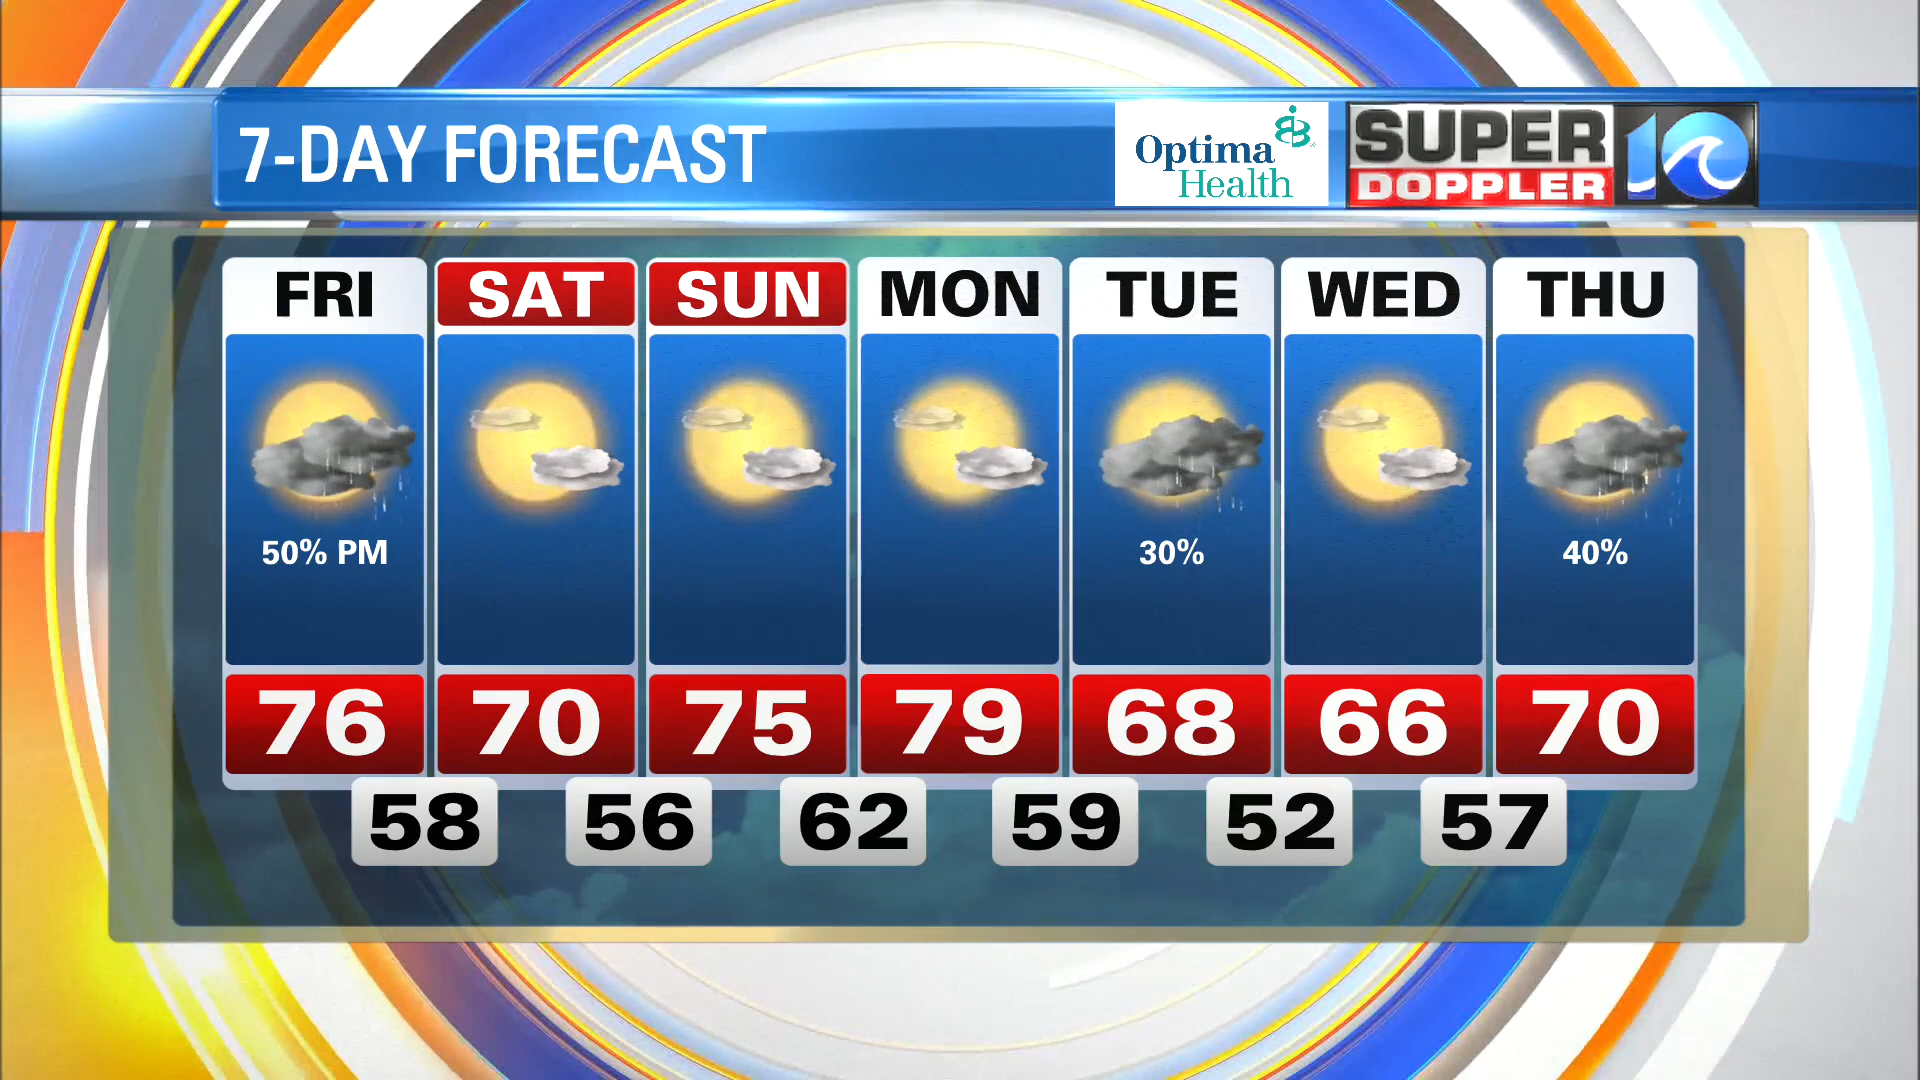 7-DAY FORECAST
Optima
Health
SUPER
DOPPLER
10
FRI SAT SUN MON TUE WED THU
50% PM 30% 40%
76 70 75 79 68 66 70
58 56 62 59 52 57